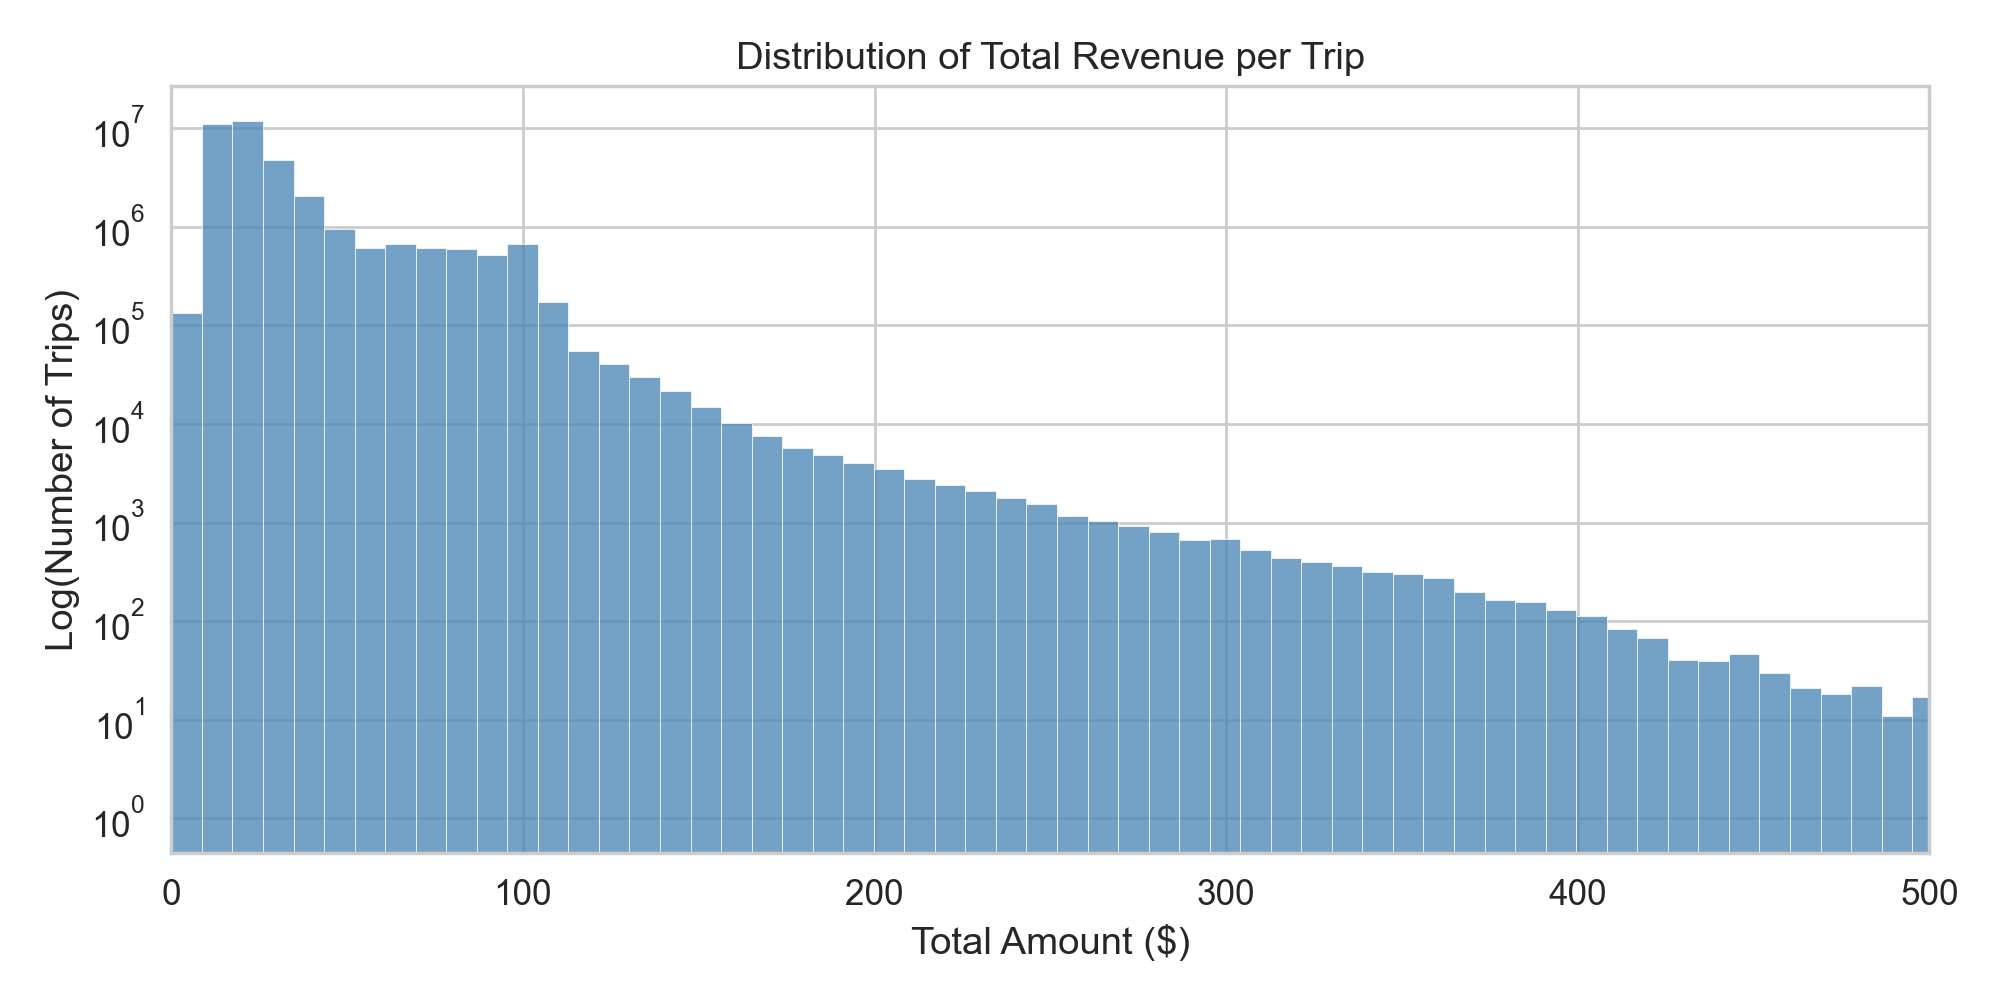 Distribution of Total Revenue per Trip
Log(Number of Trips)
10^7
10^6
10^5
10^4
10^3
10^2
10^1
10^0
0 100 200 300 400 500
Total Amount ($)